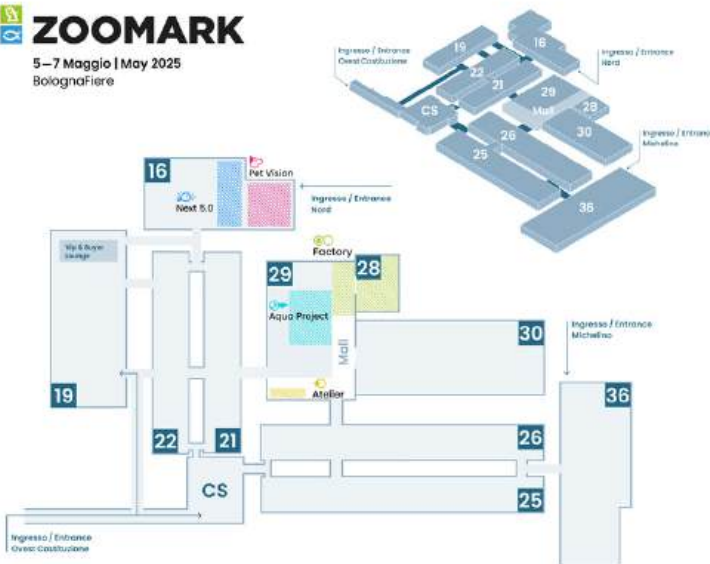 ZOOMARK
5–7 Maggio | May 2025
BolognaFiere
Ingresso / Entrance
Ovest Costituzione
19
16
22
21
29
Mall
28
CS
26
30
25
36
Ingresso / Entrance
Nord
Ingresso / Entrance
Michelino
16
Next 5.0
Pet Vision
Ingresso / Entrance
Nord
Vip & Buyer
Lounge
Factory
29
28
Aqua Project
Mall
Atelier
30
Ingresso / Entrance
Michelino
19
22
21
36
26
CS
25
Ingresso / Entrance
Ovest Costituzione